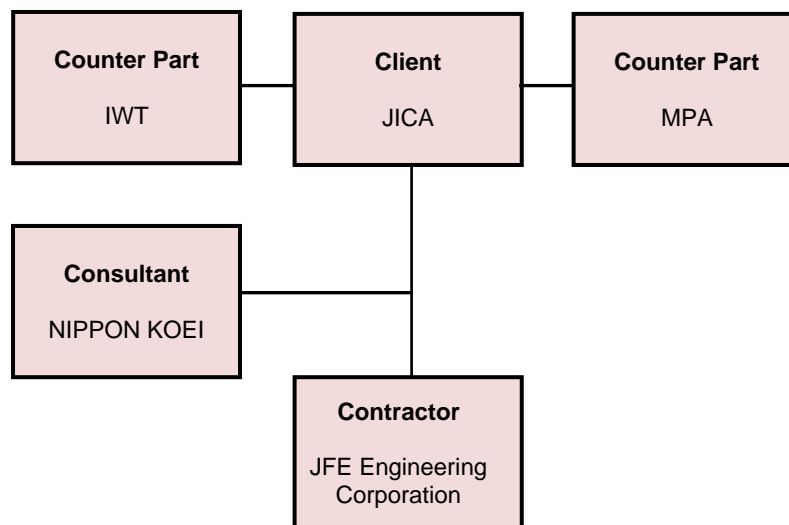 Counter Part
IWT
Client
JICA
Counter Part
MPA
Consultant
NIPPON KOEI
Contractor
JFE Engineering
Corporation